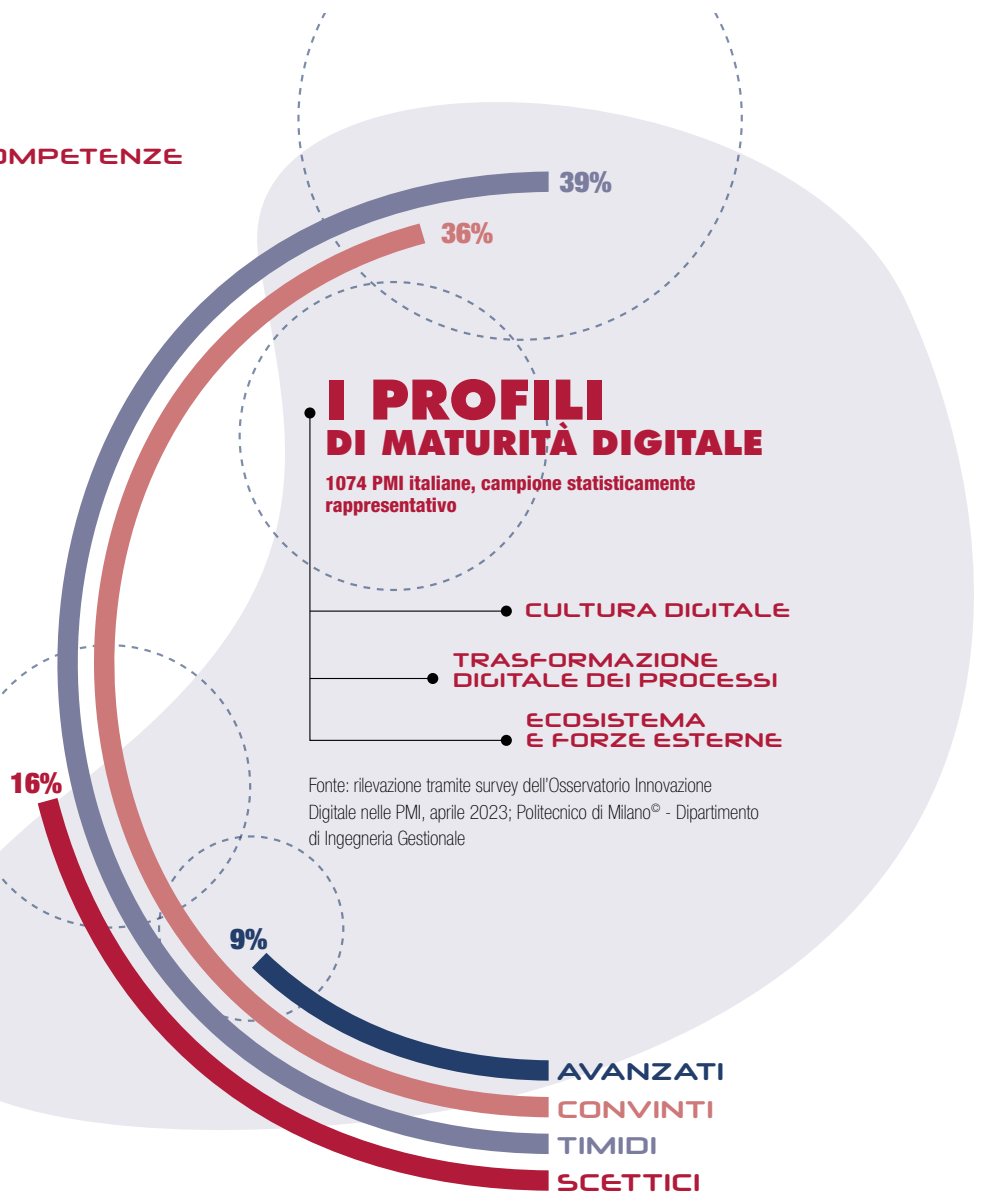 OMPETENZE
39%
36%
I PROFILI
DI MATURITÀ DIGITALE
1074 PMI italiane, campione statisticamente
rappresentativo
CULTURA DIGITALE
TRASFORMAZIONE
DIGITALE DEI PROCESSI
ECOSISTEMA
E FORZE ESTERNE
16%
Fonte: rilevazione tramite survey dell'Osservatorio Innovazione
Digitale nelle PMI, aprile 2023; Politecnico di Milano© - Dipartimento
di Ingegneria Gestionale
9%
AVANZATI
CONVINTI
TIMIDI
SCETTICI